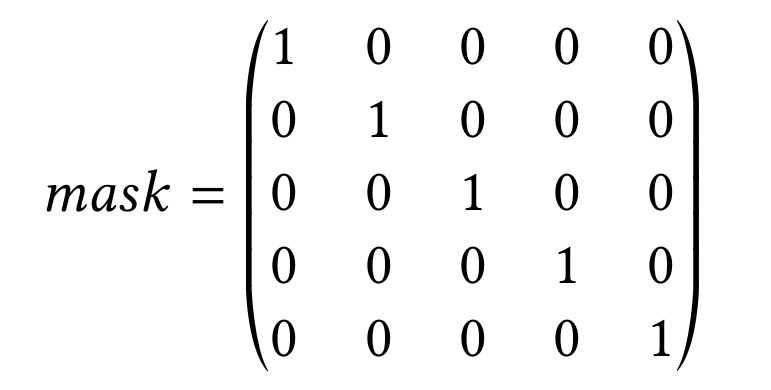 mask = 
1 0 0 0 0
0 1 0 0 0
0 0 1 0 0
0 0 0 1 0
0 0 0 0 1